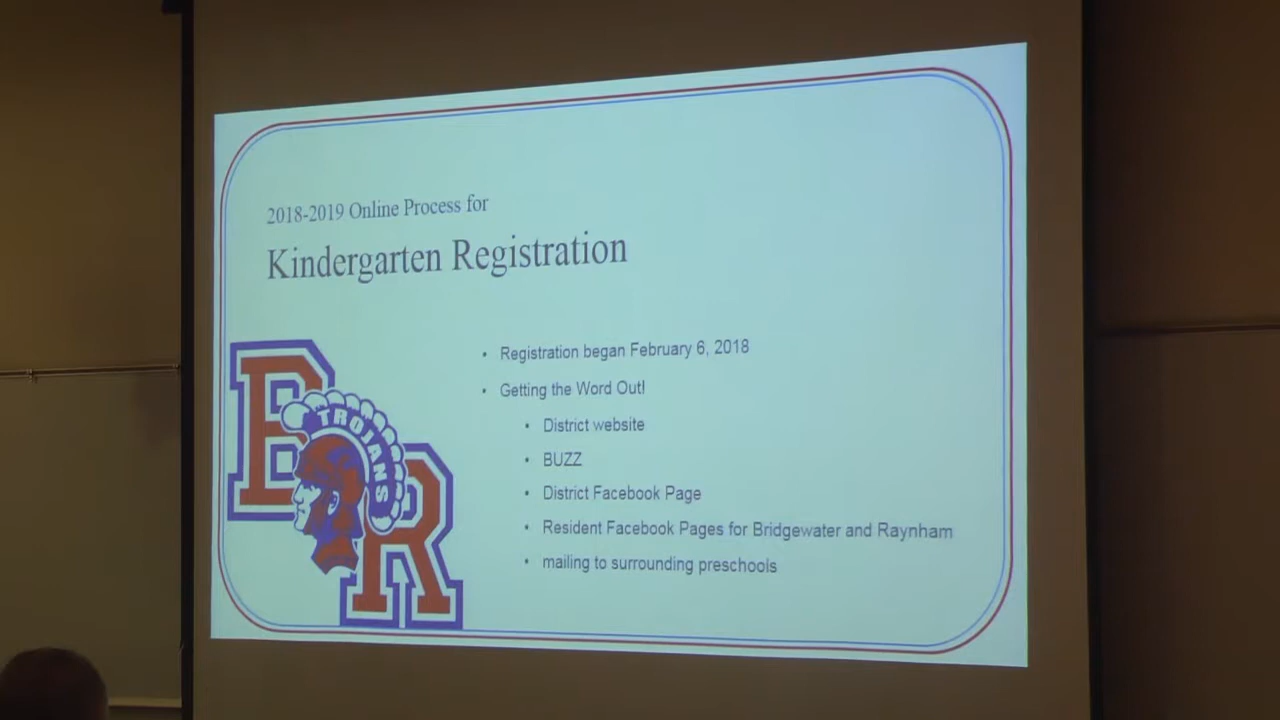 2018-2019 Online Process for
Kindergarten Registration
• Registration began February 6, 2018
• Getting the Word Out!
• District website
• BUZZ
• District Facebook Page
• Resident Facebook Pages for Bridgewater and Raynham
• mailing to surrounding preschools
BR
TROJANS